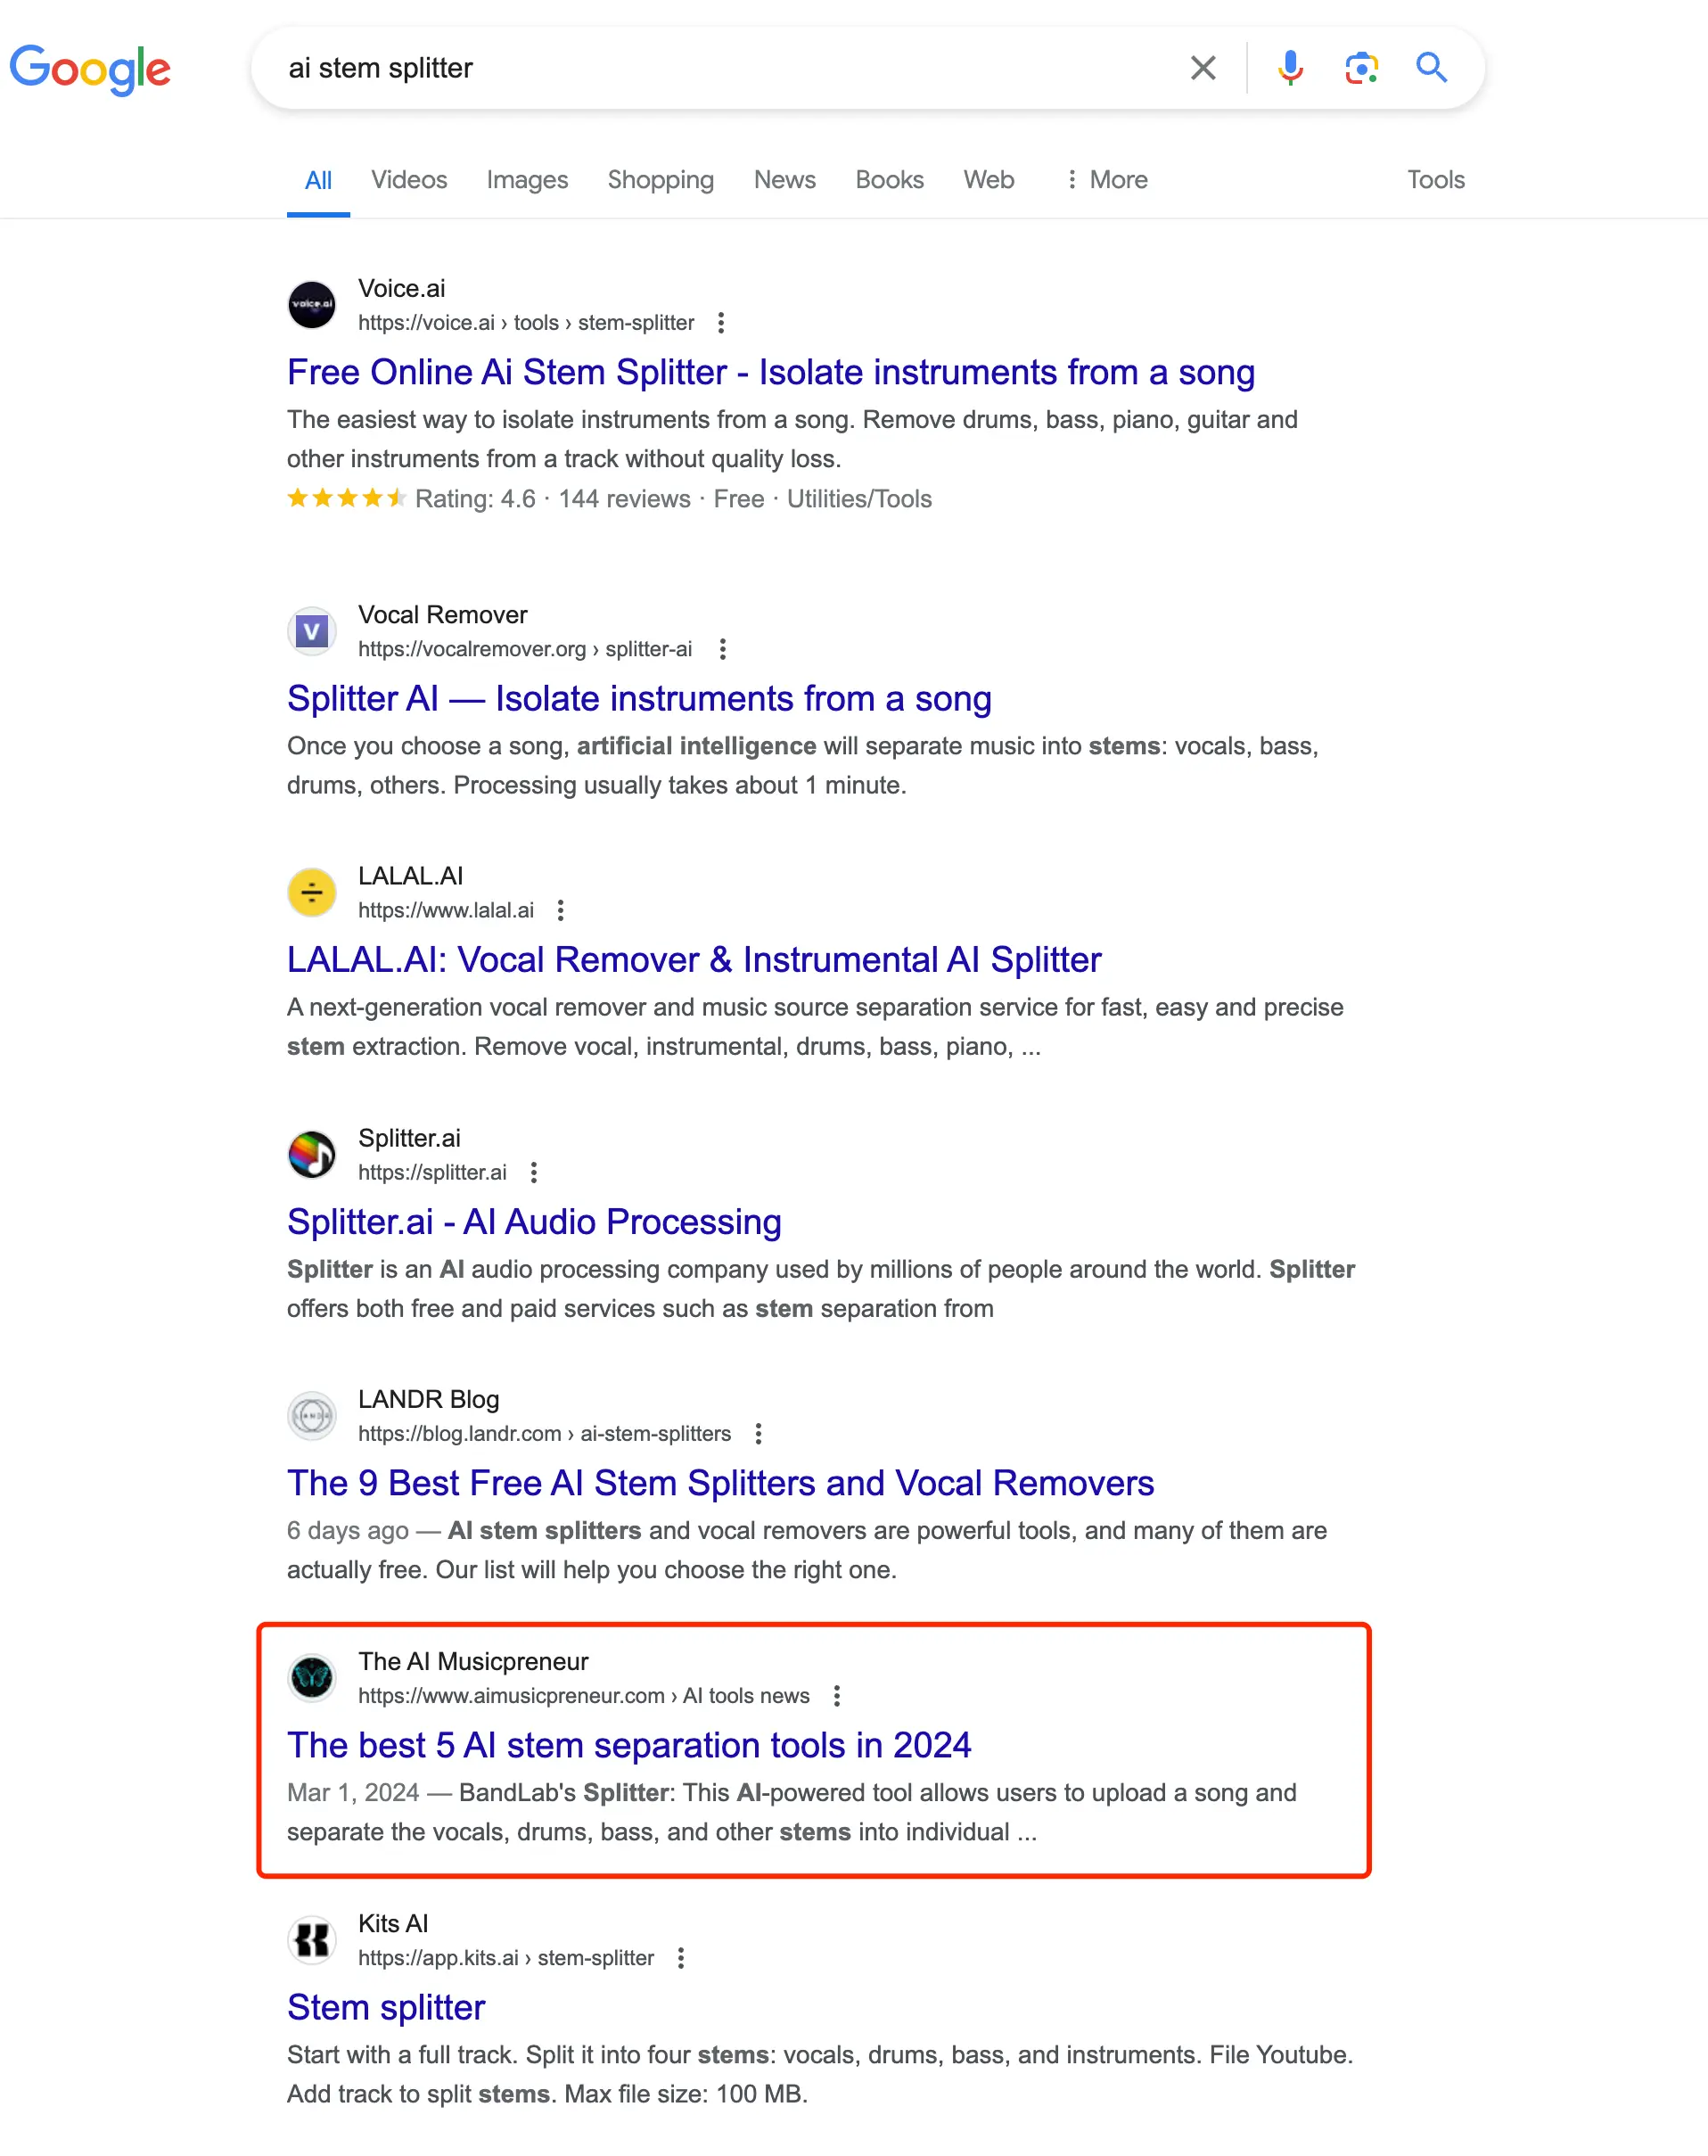 Google
ai stem splitter
All Videos Images Shopping News Books Web More Tools
voice.ai
Voice.ai
https://voice.ai › tools › stem-splitter
Free Online Ai Stem Splitter - Isolate instruments from a song
The easiest way to isolate instruments from a song. Remove drums, bass, piano, guitar and
other instruments from a track without quality loss.
Rating: 4.6 · 144 reviews · Free · Utilities/Tools
V
Vocal Remover
https://vocalremover.org › splitter-ai
Splitter AI — Isolate instruments from a song
Once you choose a song, artificial intelligence will separate music into stems: vocals, bass,
drums, others. Processing usually takes about 1 minute.
LALAL.AI
https://www.lalal.ai
LALAL.AI: Vocal Remover & Instrumental AI Splitter
A next-generation vocal remover and music source separation service for fast, easy and precise
stem extraction. Remove vocal, instrumental, drums, bass, piano, ...
Splitter.ai
https://splitter.ai
Splitter.ai - AI Audio Processing
Splitter is an AI audio processing company used by millions of people around the world. Splitter
offers both free and paid services such as stem separation from
LANDR
LANDR Blog
https://blog.landr.com › ai-stem-splitters
The 9 Best Free AI Stem Splitters and Vocal Removers
6 days ago — AI stem splitters and vocal removers are powerful tools, and many of them are
actually free. Our list will help you choose the right one.
The AI Musicpreneur
https://www.aimusicpreneur.com › AI tools news
The best 5 AI stem separation tools in 2024
Mar 1, 2024 — BandLab's Splitter: This AI-powered tool allows users to upload a song and
separate the vocals, drums, bass, and other stems into individual ...
Kits AI
https://app.kits.ai › stem-splitter
Stem splitter
Start with a full track. Split it into four stems: vocals, drums, bass, and instruments. File Youtube.
Add track to split stems. Max file size: 100 MB.